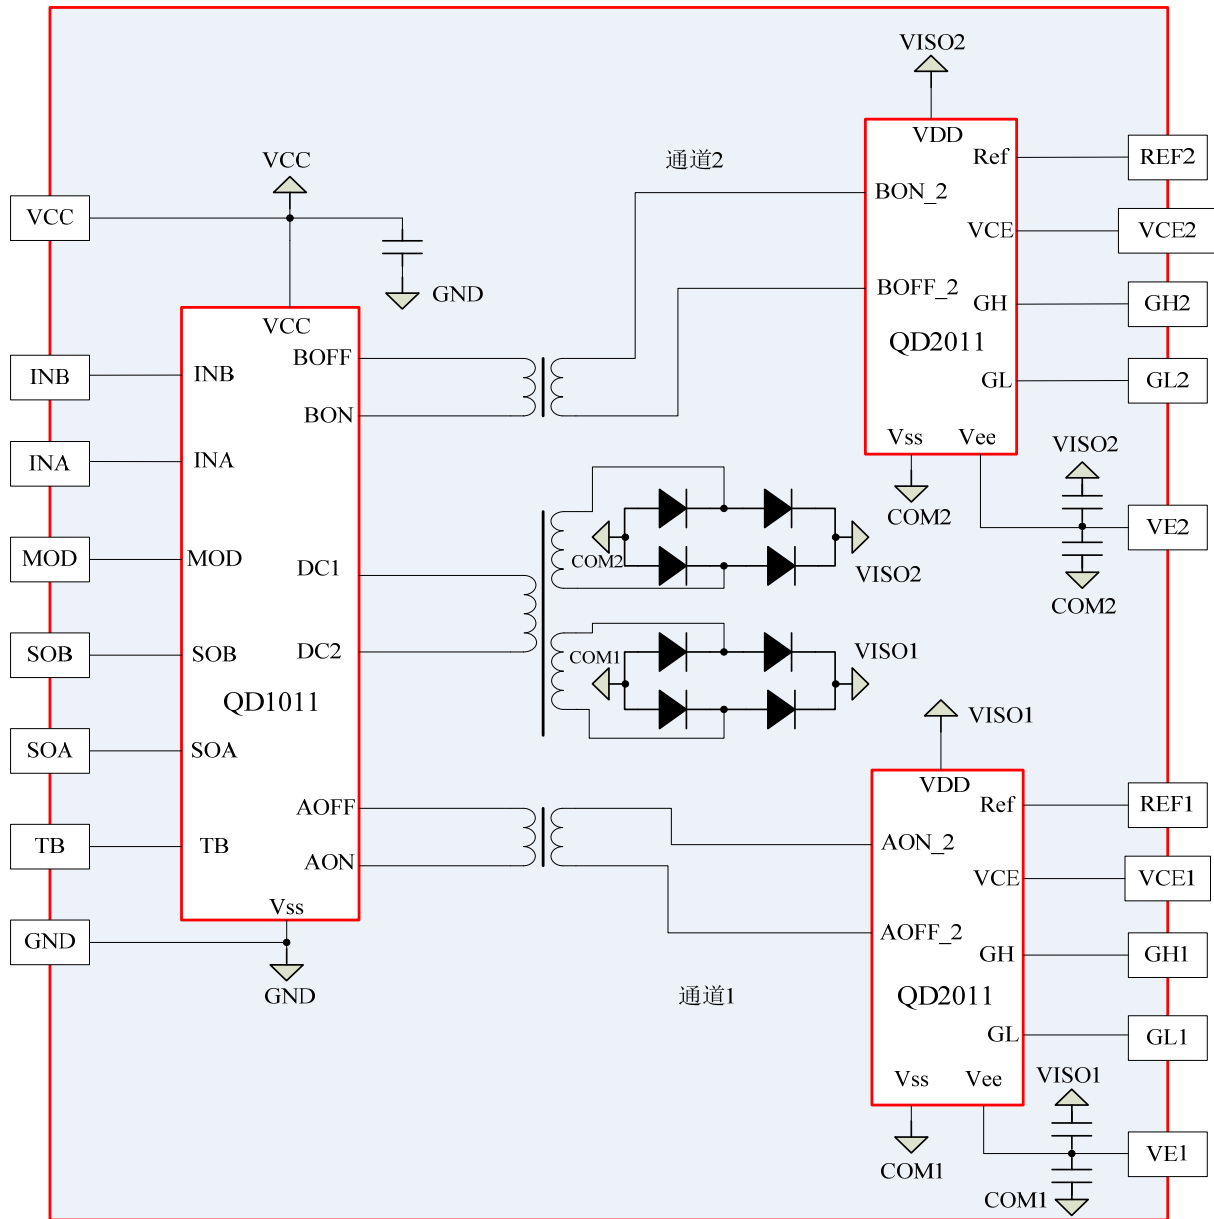 VISO2
VDD
通道2
Ref
REF2
VCC
BON_2
VCC
VCE
VCE2
GND
BOFF_2
GH
GH2
VCC
QD2011
BOFF
INB
INB
GL
GL2
BON
Vss
Vee
VISO2
INA
INA
COM2
VE2
MOD
MOD
DC1
COM2
VISO2
COM2
SOB
SOB
DC2
COM1
VISO1
QD1011
VISO1
SOA
SOA
VDD
AOFF
Ref
REF1
TB
TB
AON
AON_2
VCE
VCE1
Vss
GND
AOFF_2
GH
GH1
GND
通道1
QD2011
GL
GL1
Vss
Vee
VISO1
COM1
VE1
COM1